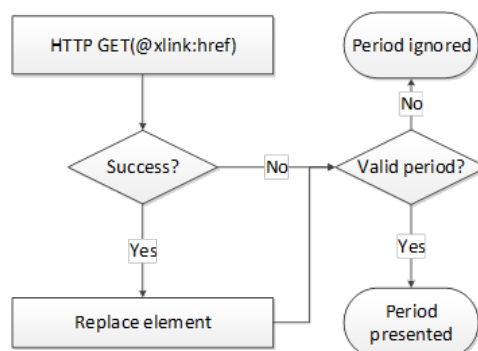 HTTP GET(@xlink:href)
Success?
Yes
No
Replace element
Period ignored
No
Valid period?
Yes
Period
presented